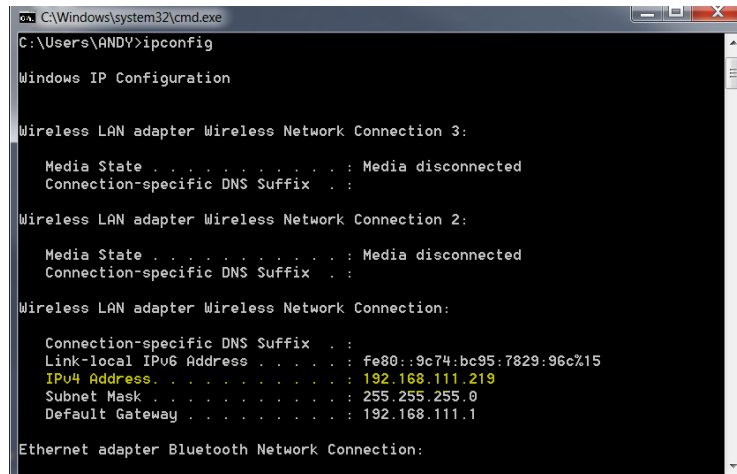 C:\Windows\system32\cmd.exe
C:\Users\ANDY>ipconfig
Windows IP Configuration
Wireless LAN adapter Wireless Network Connection 3:
Media State . . . . . . . . . . . : Media disconnected
Connection-specific DNS Suffix . :
Wireless LAN adapter Wireless Network Connection 2:
Media State . . . . . . . . . . . : Media disconnected
Connection-specific DNS Suffix . :
Wireless LAN adapter Wireless Network Connection:
Connection-specific DNS Suffix . :
Link-local IPv6 Address . . . . . : fe80::9c74:bc95:7829:96c%15
IPv4 Address. . . . . . . . . . . : 192.168.111.219
Subnet Mask . . . . . . . . . . . : 255.255.255.0
Default Gateway . . . . . . . . . : 192.168.111.1
Ethernet adapter Bluetooth Network Connection: